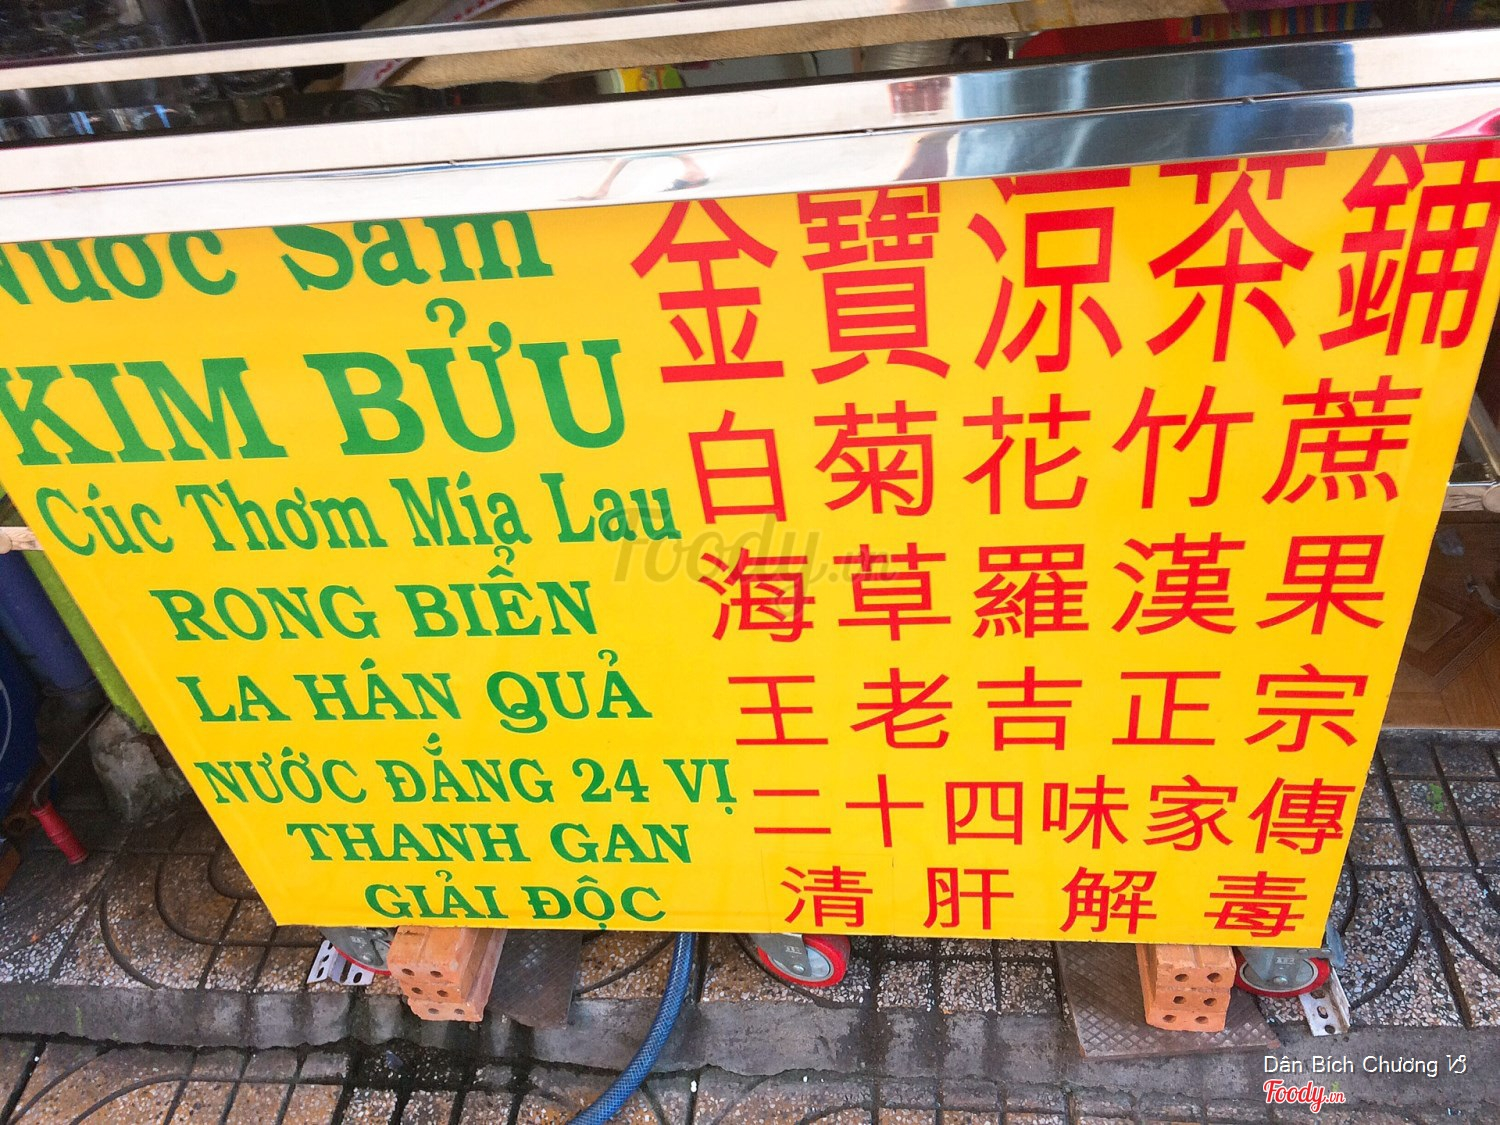 Nước Sâm
KIM BỬU
Cúc Thơm Mía Lau
RONG BIỂN
LA HÁN QUẢ
NƯỚC ĐẮNG 24 VỊ
THANH GAN
GIẢI ĐỘC
金寶涼茶鋪
白菊花竹蔗
海草羅漢果
王老吉正宗
二十四味家傳
清肝解毒
Foody.vn
Dân Bích Chương
Foody.vn